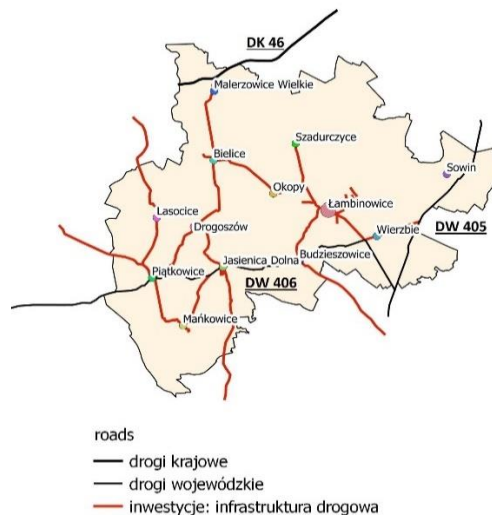 DK 46
Malerzowice Wielkie
Szadurczyce
Bielice
Sowin
Okopy
Łambinowice
Lasocice
Drogoszów
Wierzbie
DW 405
Budzieszowice
Jasienica Dolna
Piątkowice
DW 406
Mańkowice
roads
drogi krajowe
drogi wojewódzkie
inwestycje: infrastruktura drogowa